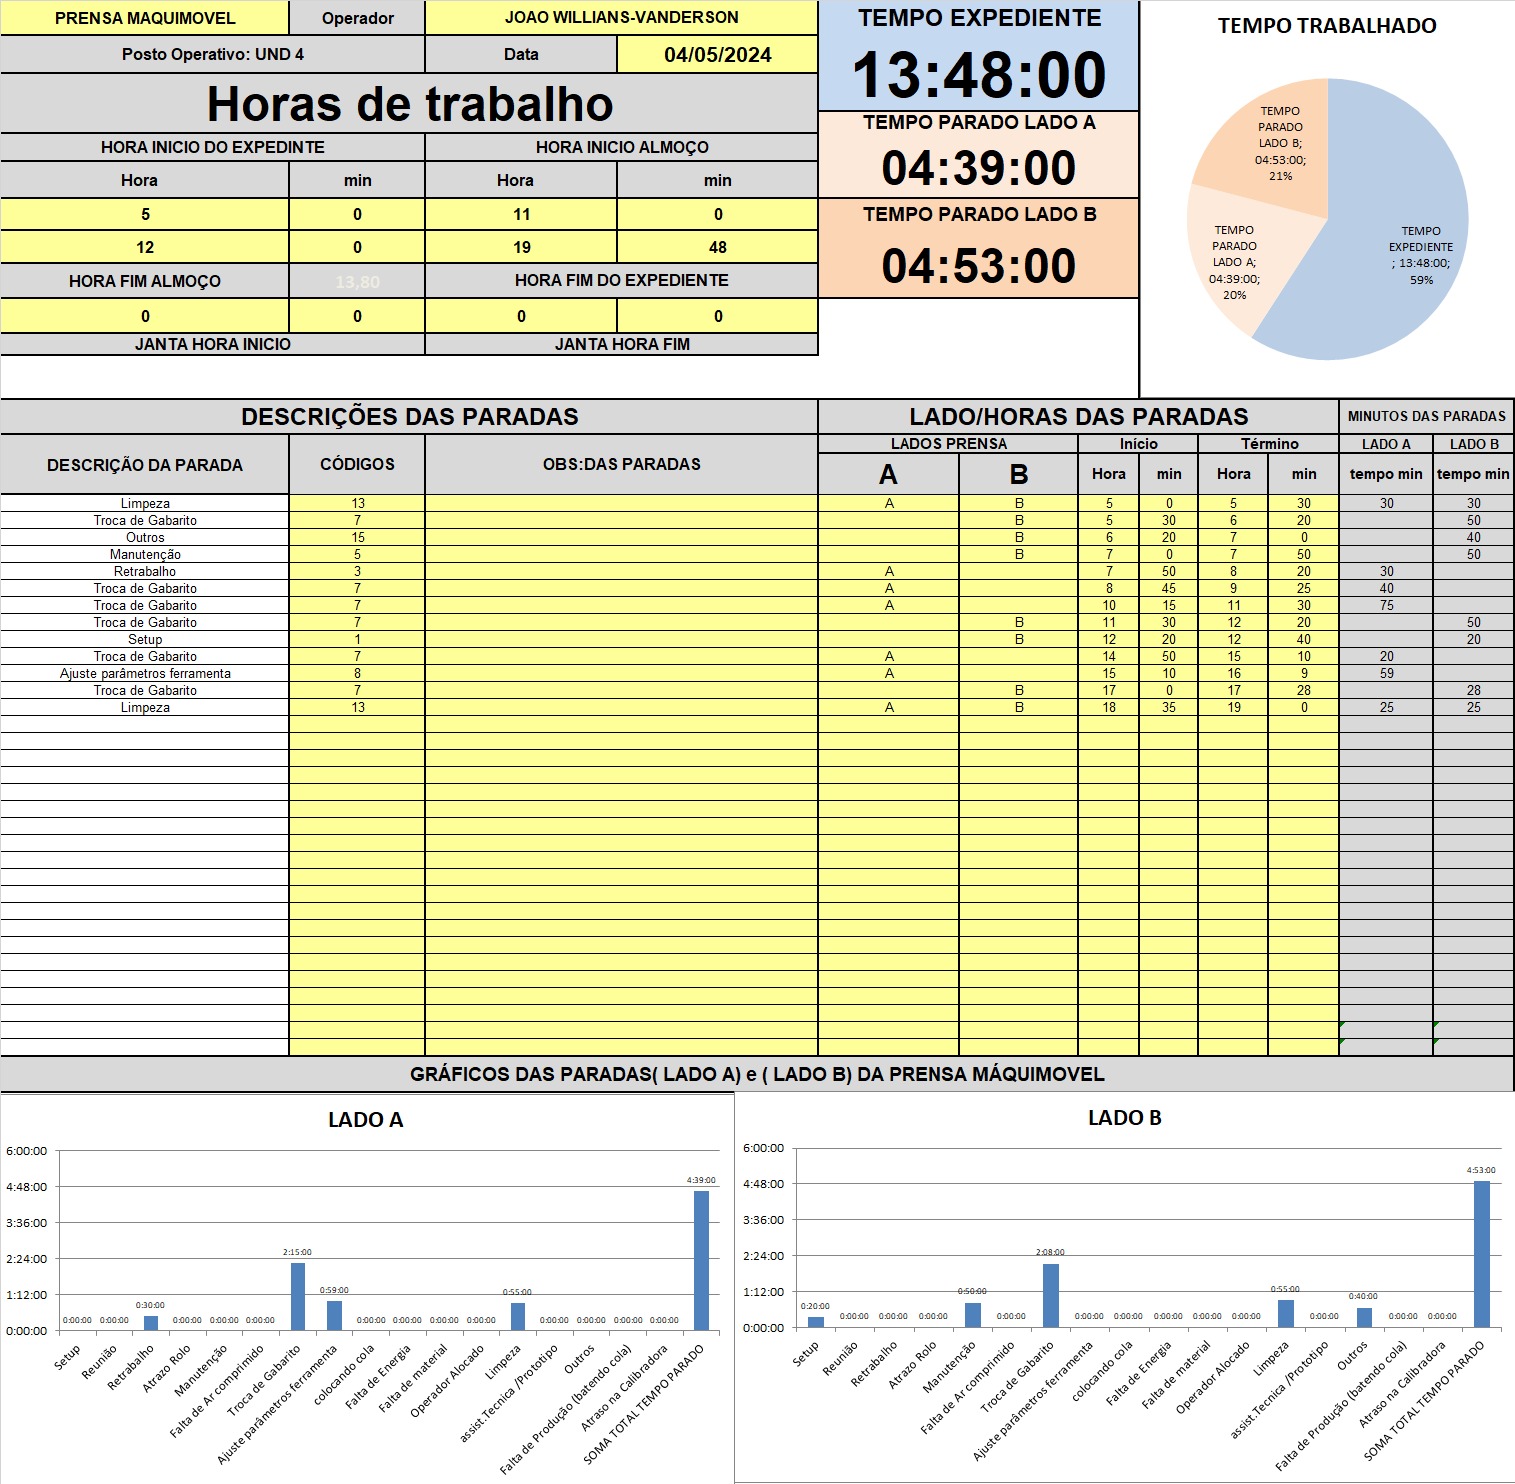 PRENSA MAQUIMOVEL Operador JOAO WILLIANS-VANDERSON
Posto Operativo: UND 4 Data 04/05/2024
Horas de trabalho
HORA INICIO DO EXPEDINTE HORA INICIO ALMOÇO
Hora min Hora min
5 0 11 0
12 0 19 48
HORA FIM ALMOÇO 13,80 HORA FIM DO EXPEDIENTE
0 0 0 0
JANTA HORA INICIO JANTA HORA FIM
TEMPO EXPEDIENTE
13:48:00
TEMPO PARADO LADO A
04:39:00
TEMPO PARADO LADO B
04:53:00
TEMPO TRABALHADO
TEMPO
PARADO
LADO B;
04:53:00;
21%
TEMPO
PARADO
LADO A;
04:39:00;
20%
TEMPO
EXPEDIENTE
; 13:48:00;
59%
DESCRIÇÕES DAS PARADAS LADO/HORAS DAS PARADAS MINUTOS DAS PARADAS
DESCRIÇÃO DA PARADA CÓDIGOS OBS:DAS PARADAS LADOS PRENSA Início Término LADO A LADO B
A B Hora min Hora min tempo min tempo min
Limpeza 13 A B 5 0 5 30 30 30
Troca de Gabarito 7 B 5 30 6 20 50
Outros 15 B 6 20 7 0 40
Manutenção 5 B 7 0 7 50 50
Retrabalho 3 A 7 50 8 20 30
Troca de Gabarito 7 A 8 45 9 25 40
Troca de Gabarito 7 A 10 15 11 30 75
Troca de Gabarito 7 B 11 30 12 20 50
Setup 1 B 12 20 12 40 20
Troca de Gabarito 7 A 14 50 15 10 20
Ajuste parâmetros ferramenta 8 A 15 10 16 9 59
Troca de Gabarito 7 B 17 0 17 28 28
Limpeza 13 A B 18 35 19 0 25 25
GRÁFICOS DAS PARADAS( LADO A) e ( LADO B) DA PRENSA MÁQUIMOVEL
LADO A
6:00:00
4:48:00
3:36:00
2:24:00
1:12:00
0:00:00
0:00:00 0:00:00 0:30:00 0:00:00 0:00:00 0:00:00 2:15:00 0:59:00 0:00:00 0:00:00 0:00:00 0:00:00 0:55:00 0:00:00 0:00:00 0:00:00 0:00:00 4:39:00
Setup
Reunião
Retrabalho
Atrazo Rolo
Manutenção
Falta de Ar comprimido
Troca de Gabarito
Ajuste parâmetros ferramenta
colocando cola
Falta de Energia
Falta de material
Operador Alocado
Limpeza
assist.Tecnica /Prototipo
Outros
Falta de Produção (batendo cola)
Atraso na Calibradora
SOMA TOTAL TEMPO PARADO
LADO B
6:00:00
4:48:00
3:36:00
2:24:00
1:12:00
0:00:00
0:20:00 0:00:00 0:00:00 0:00:00 0:50:00 0:00:00 2:08:00 0:00:00 0:00:00 0:00:00 0:00:00 0:00:00 0:55:00 0:00:00 0:40:00 0:00:00 0:00:00 4:53:00
Setup
Reunião
Retrabalho
Atrazo Rolo
Manutenção
Falta de Ar comprimido
Troca de Gabarito
Ajuste parâmetros ferramenta
colocando cola
Falta de Energia
Falta de material
Operador Alocado
Limpeza
assist.Tecnica /Prototipo
Outros
Falta de Produção (batendo cola)
Atraso na Calibradora
SOMA TOTAL TEMPO PARADO